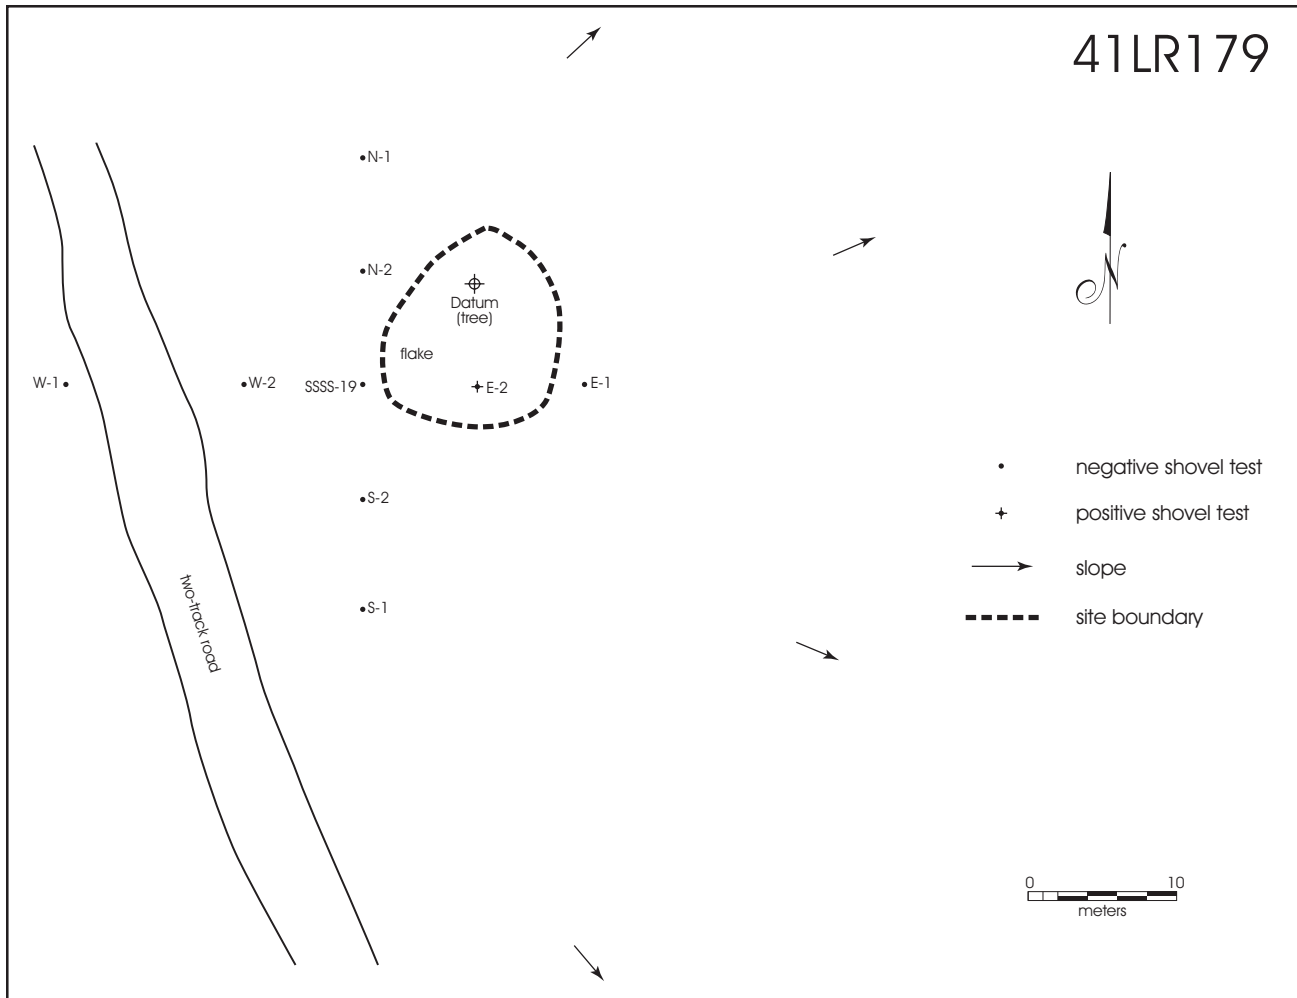 41LR179
N-1
N-2
Datum
(tree)
flake
W-1
W-2
SSSS-19
E-2
E-1
N
negative shovel test
S-2
positive shovel test
slope
two-track road
S-1
site boundary
0 10
meters